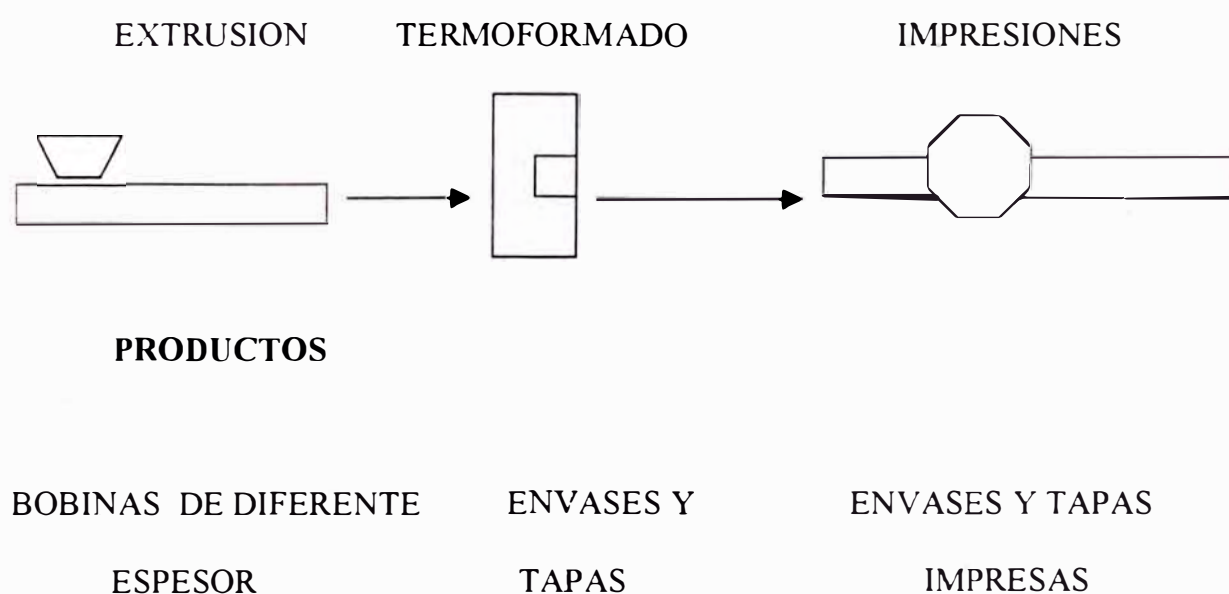 EXTRUSION TERMOFORMADO IMPRESIONES
PRODUCTOS
BOBINAS DE DIFERENTE ENVASES Y ENVASES Y TAPAS
ESPESOR TAPAS IMPRESAS